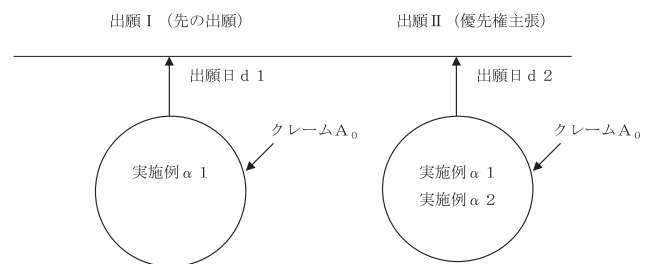 出願Ⅰ（先の出願）
出願Ⅱ（優先権主張）
出願日ｄ１
出願日ｄ２
クレームＡ₀
クレームＡ₀
実施例α１
実施例α１
実施例α２